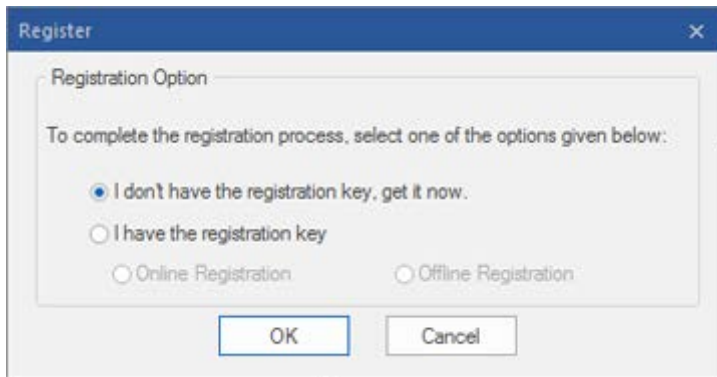 Register
Registration Option
To complete the registration process, select one of the options given below:
I don't have the registration key, get it now.
I have the registration key
Online Registration Offline Registration
OK Cancel